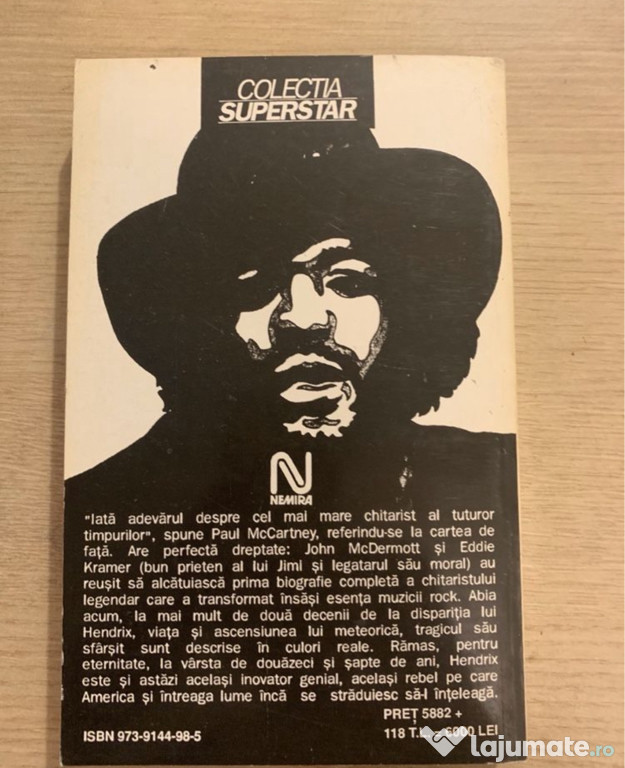 COLECTIA
SUPERSTAR
NEMIRA
"Iată adevărul despre cel mai mare chitarist al tuturor
timpurilor", spune Paul McCartney, referindu-se la cartea de
față. Are perfectă dreptate: John McDermott și Eddie
Kramer (bun prieten al lui Jimi și legatarul său moral) au
reușit să alcătuiască prima biografie completă a chitaristului
legendar care a transformat însăși esența muzicii rock. Abia
acum, la mai mult de două decenii de la dispariția lui
Hendrix, viața și ascensiunea lui meteorică, tragicul său
sfârșit sunt descrise în culori reale. Rămas, pentru
eternitate, la vârsta de douăzeci și șapte de ani, Hendrix
este și astăzi același inovator genial, același rebel pe care
America și întreaga lume încă se străduiesc să-l înțeleagă.
PREȚ 5882 +
ISBN 973-9144-98-5
118 T.L. = 6000 LEI
lajumate.ro